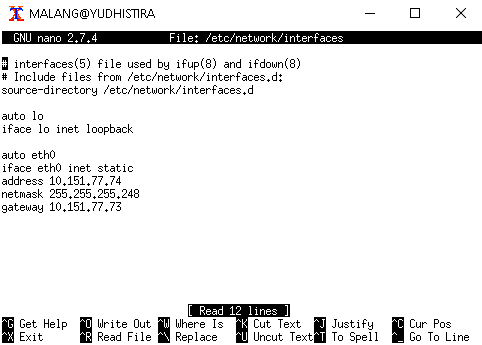 MALANG@YUDHISTIRA
GNU nano 2.7.4 File: /etc/network/interfaces
# interfaces(5) file used by ifup(8) and ifdown(8)
# Include files from /etc/network/interfaces.d:
source-directory /etc/network/interfaces.d
auto lo
iface lo inet loopback
auto eth0
iface eth0 inet static
address 10.151.77.74
netmask 255.255.255.248
gateway 10.151.77.73
[ Read 12 lines ]
^G Get Help ^O Write Out ^W Where Is ^K Cut Text ^J Justify ^C Cur Pos
^X Exit ^R Read File ^\ Replace ^U Uncut Text^T To Spell ^_ Go To Line